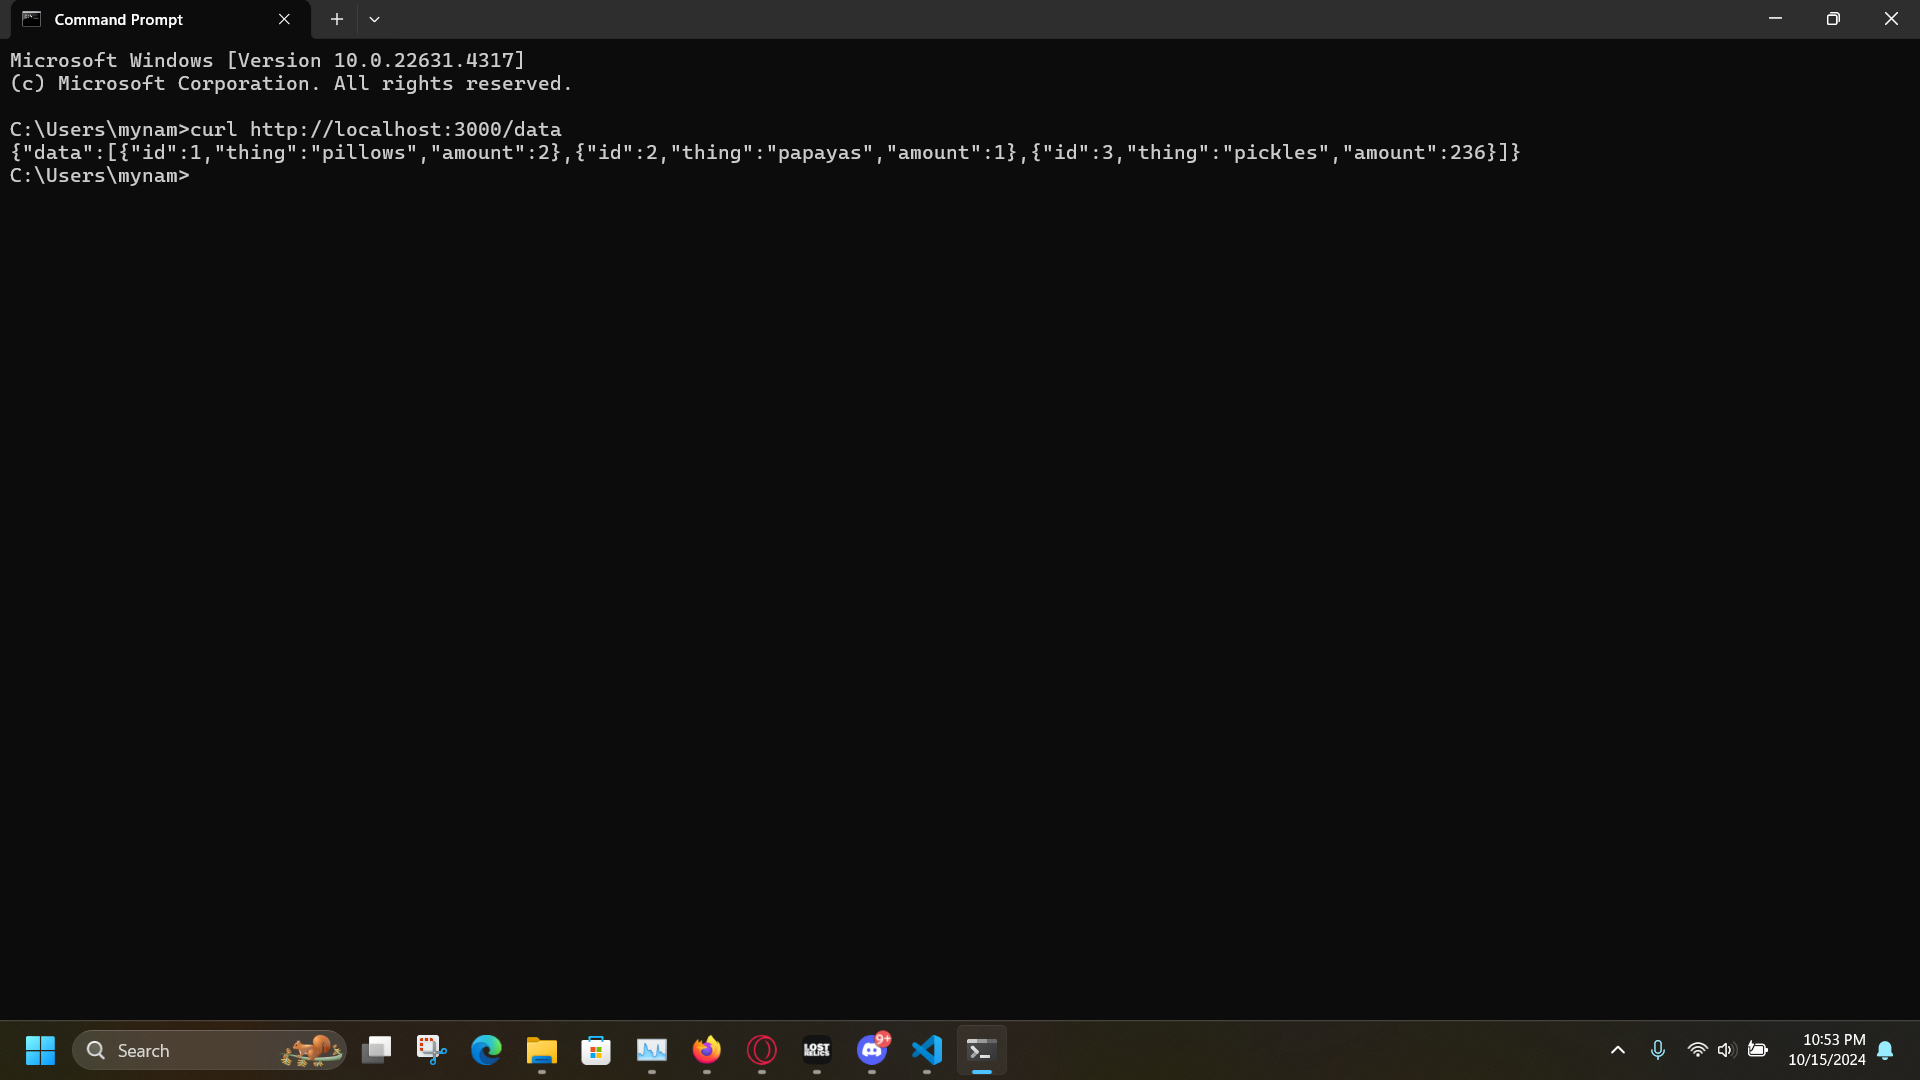 Command Prompt
Microsoft Windows [Version 10.0.22631.4317]
(c) Microsoft Corporation. All rights reserved.
C:\Users\mynam>curl http://localhost:3000/data
{"data":[{"id":1,"thing":"pillows","amount":2},{"id":2,"thing":"papayas","amount":1},{"id":3,"thing":"pickles","amount":236}]}
C:\Users\mynam>
Search
LOST
RELICS
9+
10:53 PM
10/15/2024